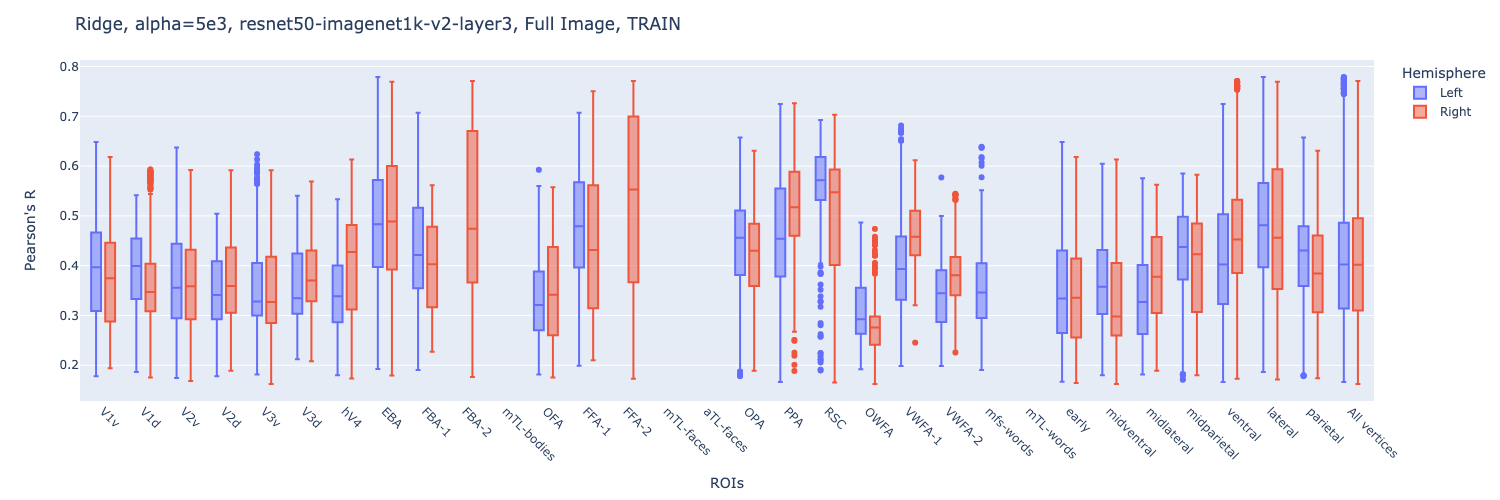 Ridge, alpha=5e3, resnet50-imagenet1k-v2-layer3, Full Image, TRAIN
Hemisphere
Left
Right
Pearson's R
0.8
0.7
0.6
0.5
0.4
0.3
0.2
V1v
V1d
V2v
V2d
V3v
V3d
hV4
EBA
FBA-1
FBA-2
mTL-bodies
OFA
FFA-1
FFA-2
mTL-faces
aTL-faces
OPA
PPA
RSC
OWFA
VWFA-1
VWFA-2
mfs-words
mTL-words
early
midventral
midlateral
midparietal
ventral
lateral
parietal
All vertices
ROIs